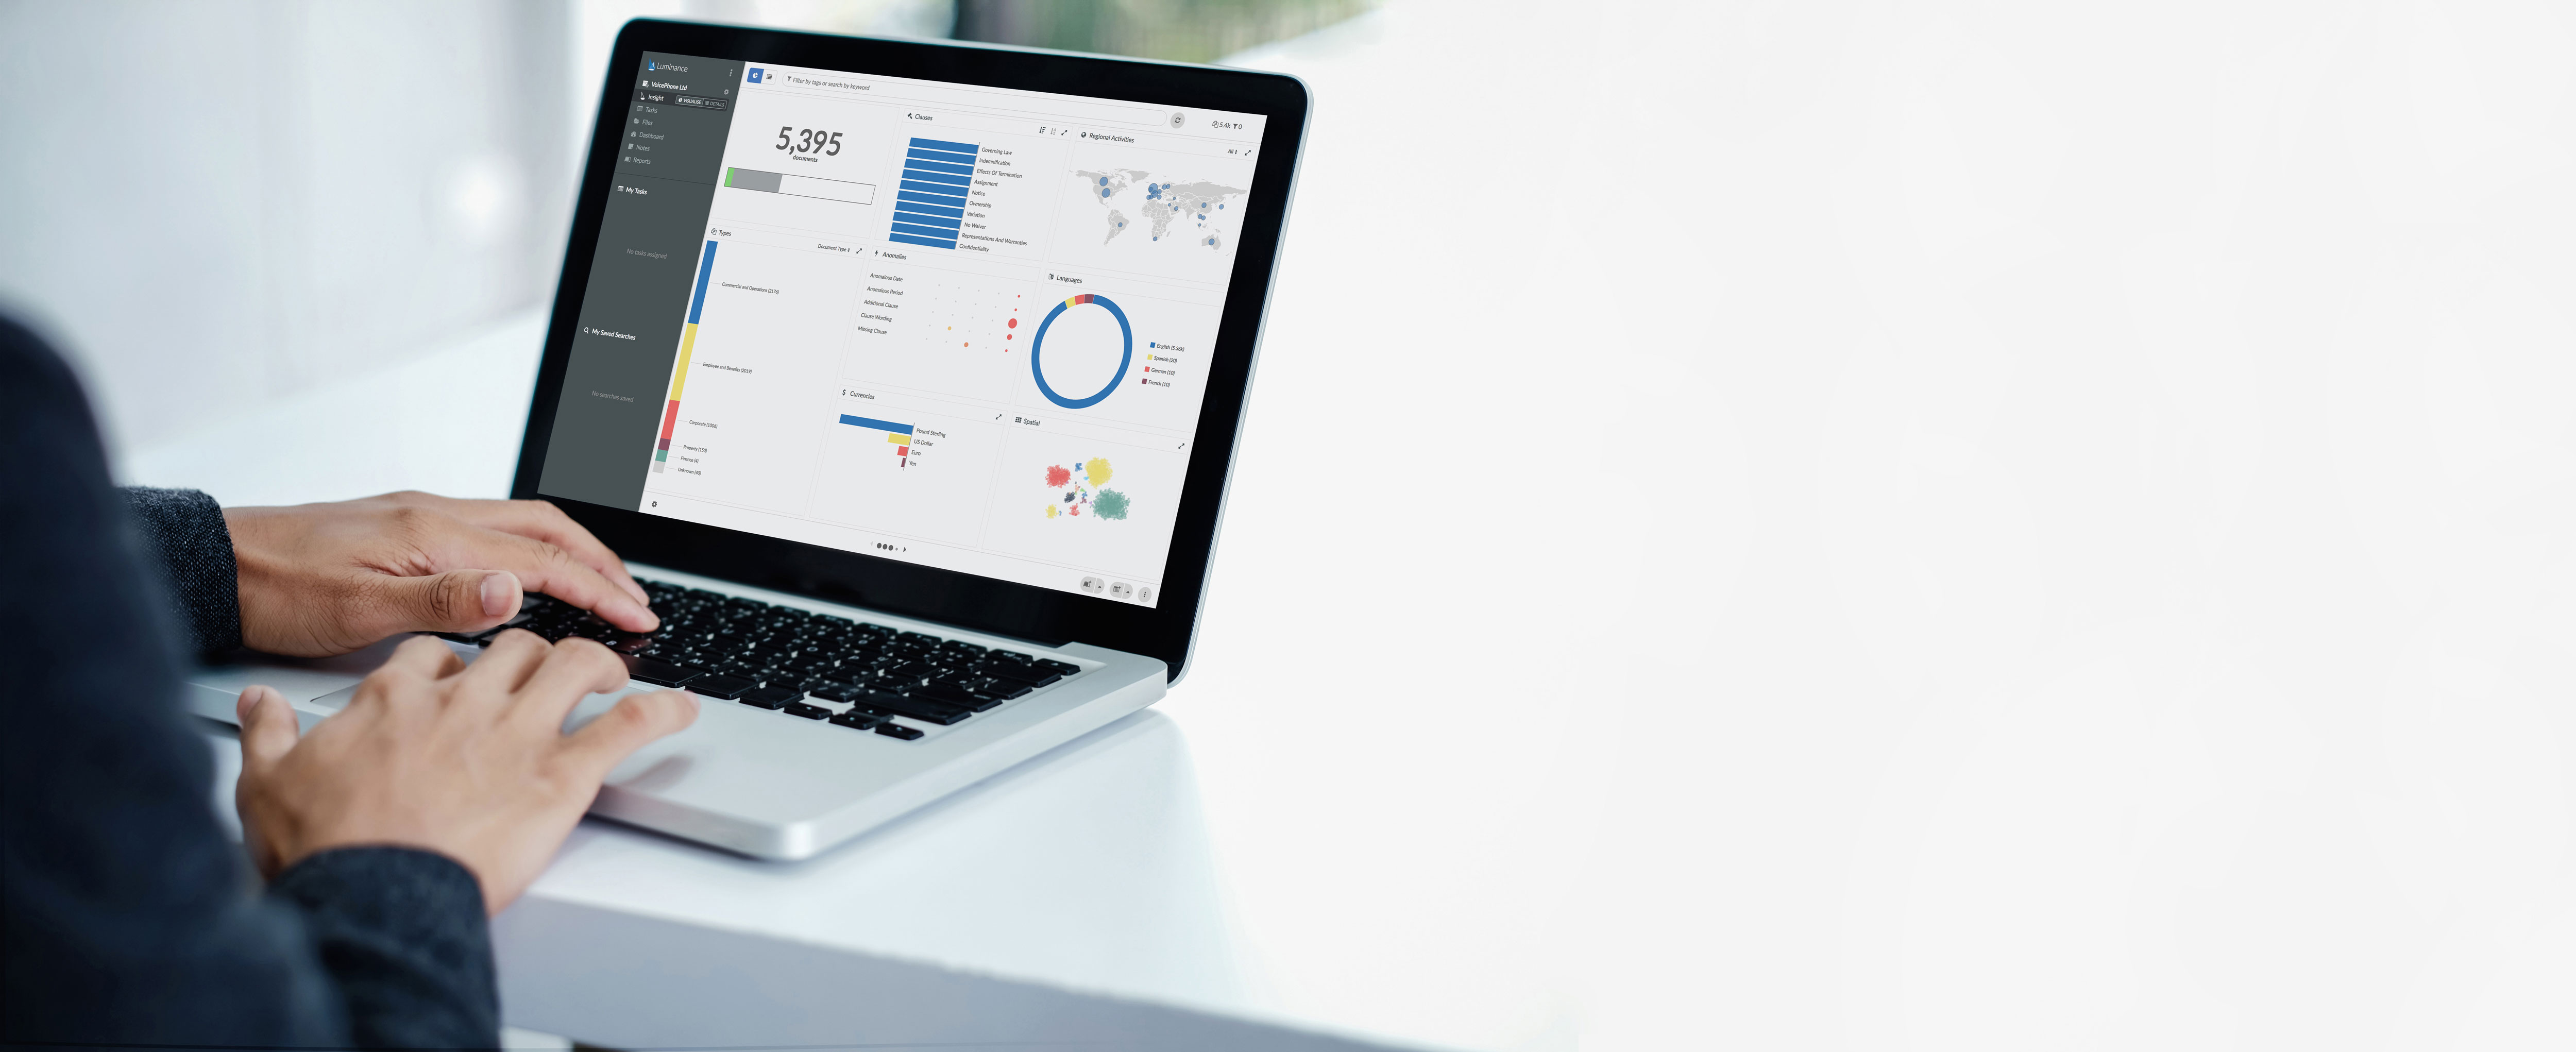 Luminance
VoicePhone Ltd
Insight
VISUALISE
DETAILS
Tasks
Files
Dashboard
Notes
Reports
My Tasks
No tasks assigned
My Saved Searches
No searches saved
Filter by tags or search by keyword
5.4k
0
5,395
documents
Clauses
Governing Law
Indemnification
Effects Of Termination
Assignment
Notice
Ownership
Variation
No Waiver
Representations And Warranties
Confidentiality
Regional Activities
All
Types
Document Type
Commercial and Operations (2176)
Employee and Benefits (2019)
Corporate (1006)
Property (150)
Finance (4)
Unknown (40)
Anomalies
Anomalous Date
Anomalous Period
Additional Clause
Clause Wording
Missing Clause
Languages
English (5.36k)
Spanish (20)
German (10)
French (10)
Currencies
Pound Sterling
US Dollar
Euro
Yen
Spatial